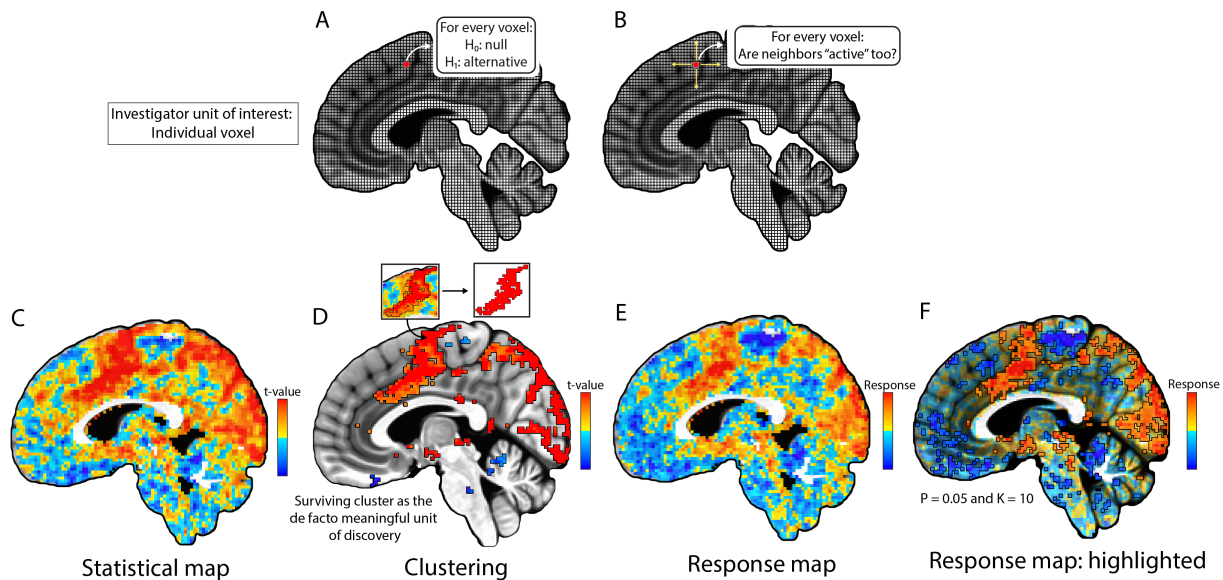 A
For every voxel:
H₀: null
H₁: alternative
B
For every voxel:
Are neighbors “active” too?
Investigator unit of interest:
Individual voxel
C
t-value
Statistical map
D
t-value
Surviving cluster as the
de facto meaningful unit
of discovery
Clustering
E
Response
Response map
F
Response
P = 0.05 and K = 10
Response map: highlighted